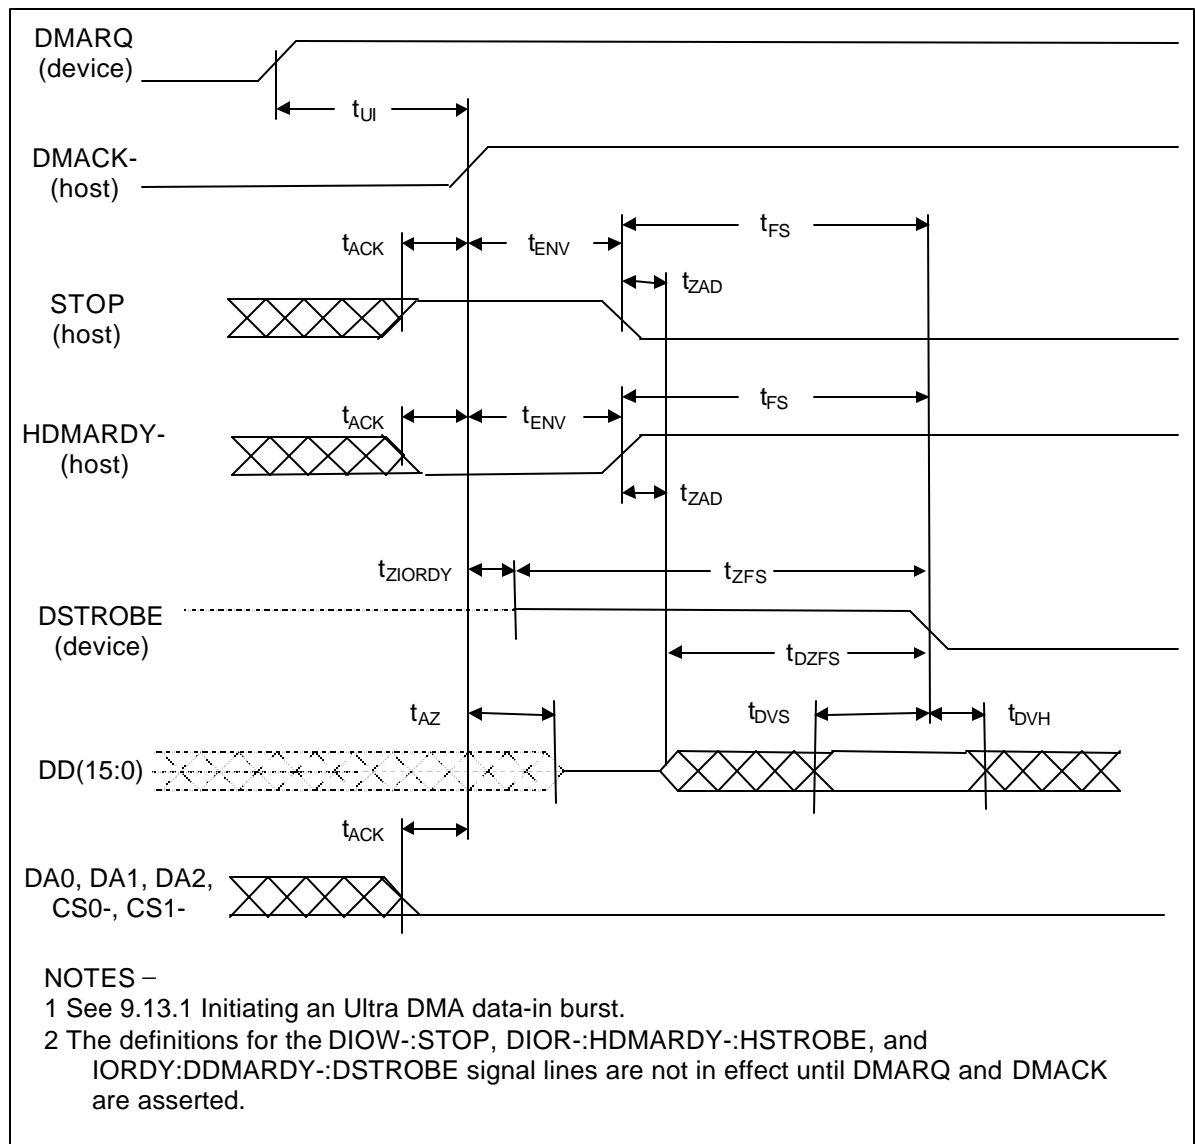 DMARQ
(device)
tUI
DMACK-
(host)
tFS
tACK
tENV
tZAD
STOP
(host)
tFS
tACK
tENV
HDMARDY-
(host)
tZAD
tZIORDY
tZFS
DSTROBE
(device)
tDZFS
tAZ
tDVS
tDVH
DD(15:0)
tACK
DA0, DA1, DA2,
CS0-, CS1-
NOTES –
1 See 9.13.1 Initiating an Ultra DMA data-in burst.
2 The definitions for the DIOW-:STOP, DIOR-:HDMARDY-:HSTROBE, and
IORDY:DDMARDY-:DSTROBE signal lines are not in effect until DMARQ and DMACK
are asserted.